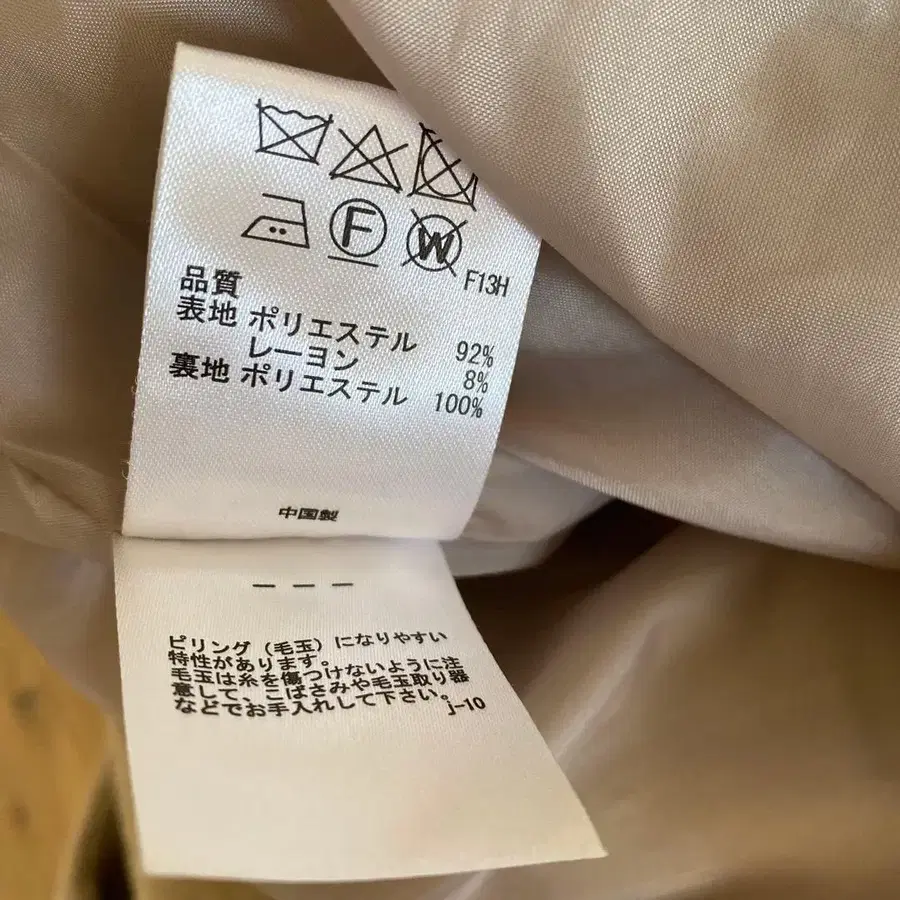 F
W
F13H
品質
表地 ポリエステル 92%
レーヨン 8%
裏地 ポリエステル 100%
中国製
ピリング（毛玉）になりやすい
特性があります。
毛玉は糸を傷つけないように注
意して、こばさみや毛玉取り器
などでお手入れして下さい。
j-10